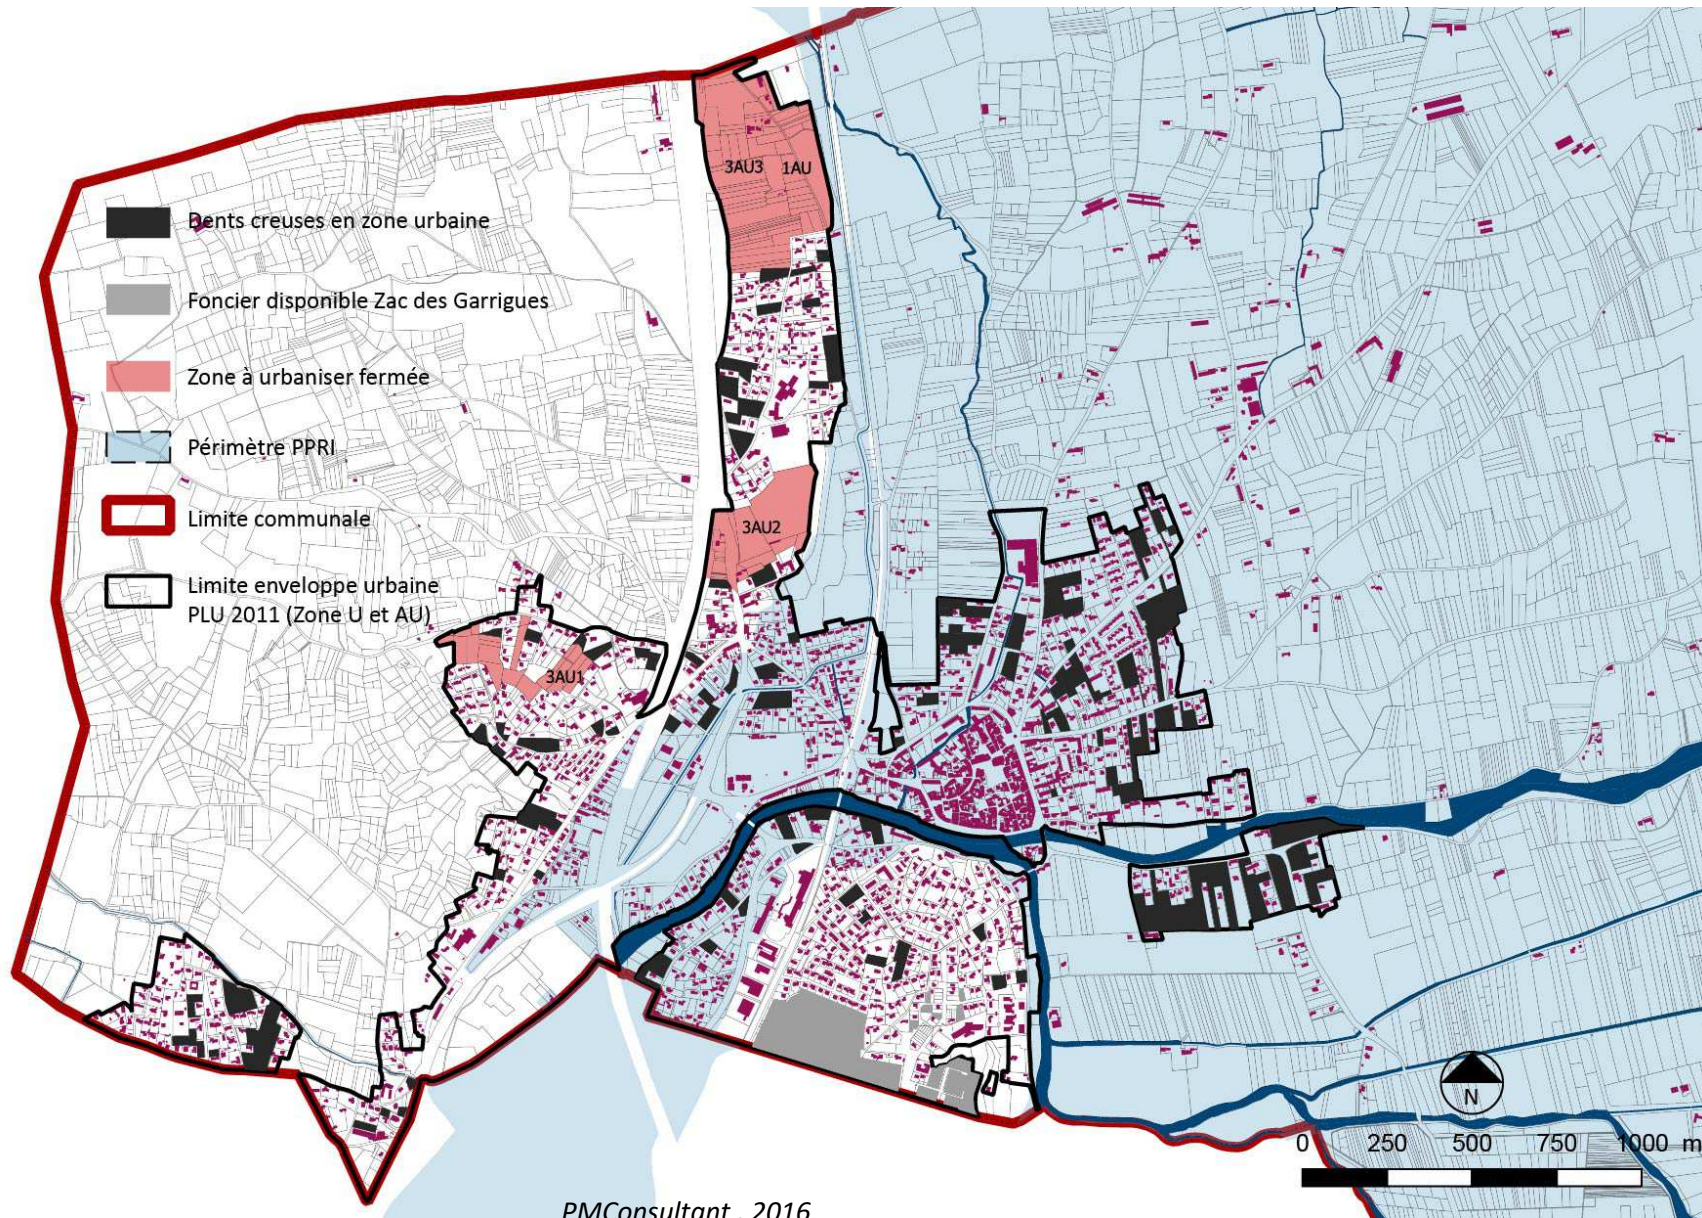 3AU3 1AU
Dents creuses en zone urbaine
Foncier disponible Zac des Garrigues
Zone à urbaniser fermée
Périmètre PPRI
Limite communale
3AU2
Limite enveloppe urbaine
PLU 2011 (Zone U et AU)
3AU1
N
0 250 500 750 1000 m
PMConsultant . 2016